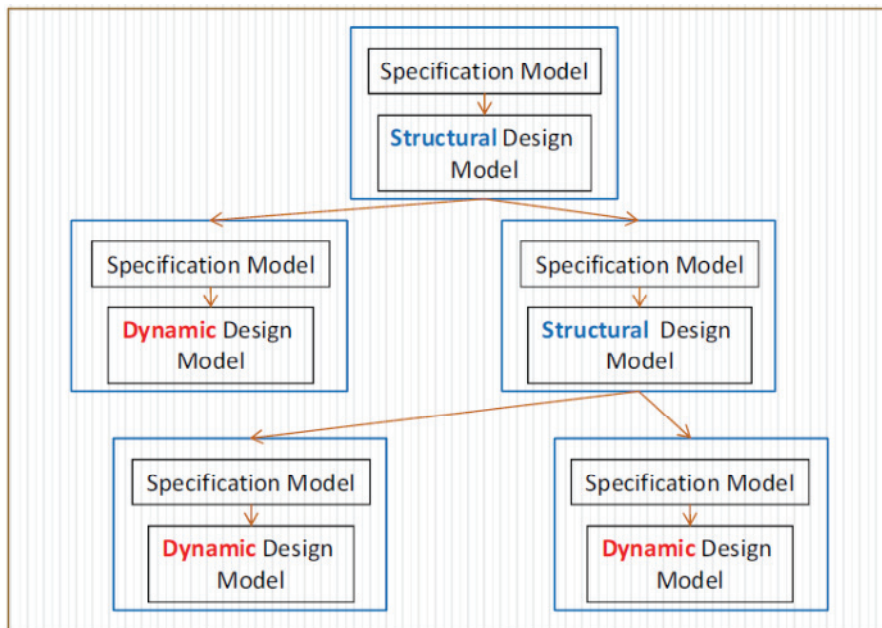 Specification Model
Structural Design
Model
Specification Model
Dynamic Design
Model
Specification Model
Structural Design
Model
Specification Model
Dynamic Design
Model
Specification Model
Dynamic Design
Model